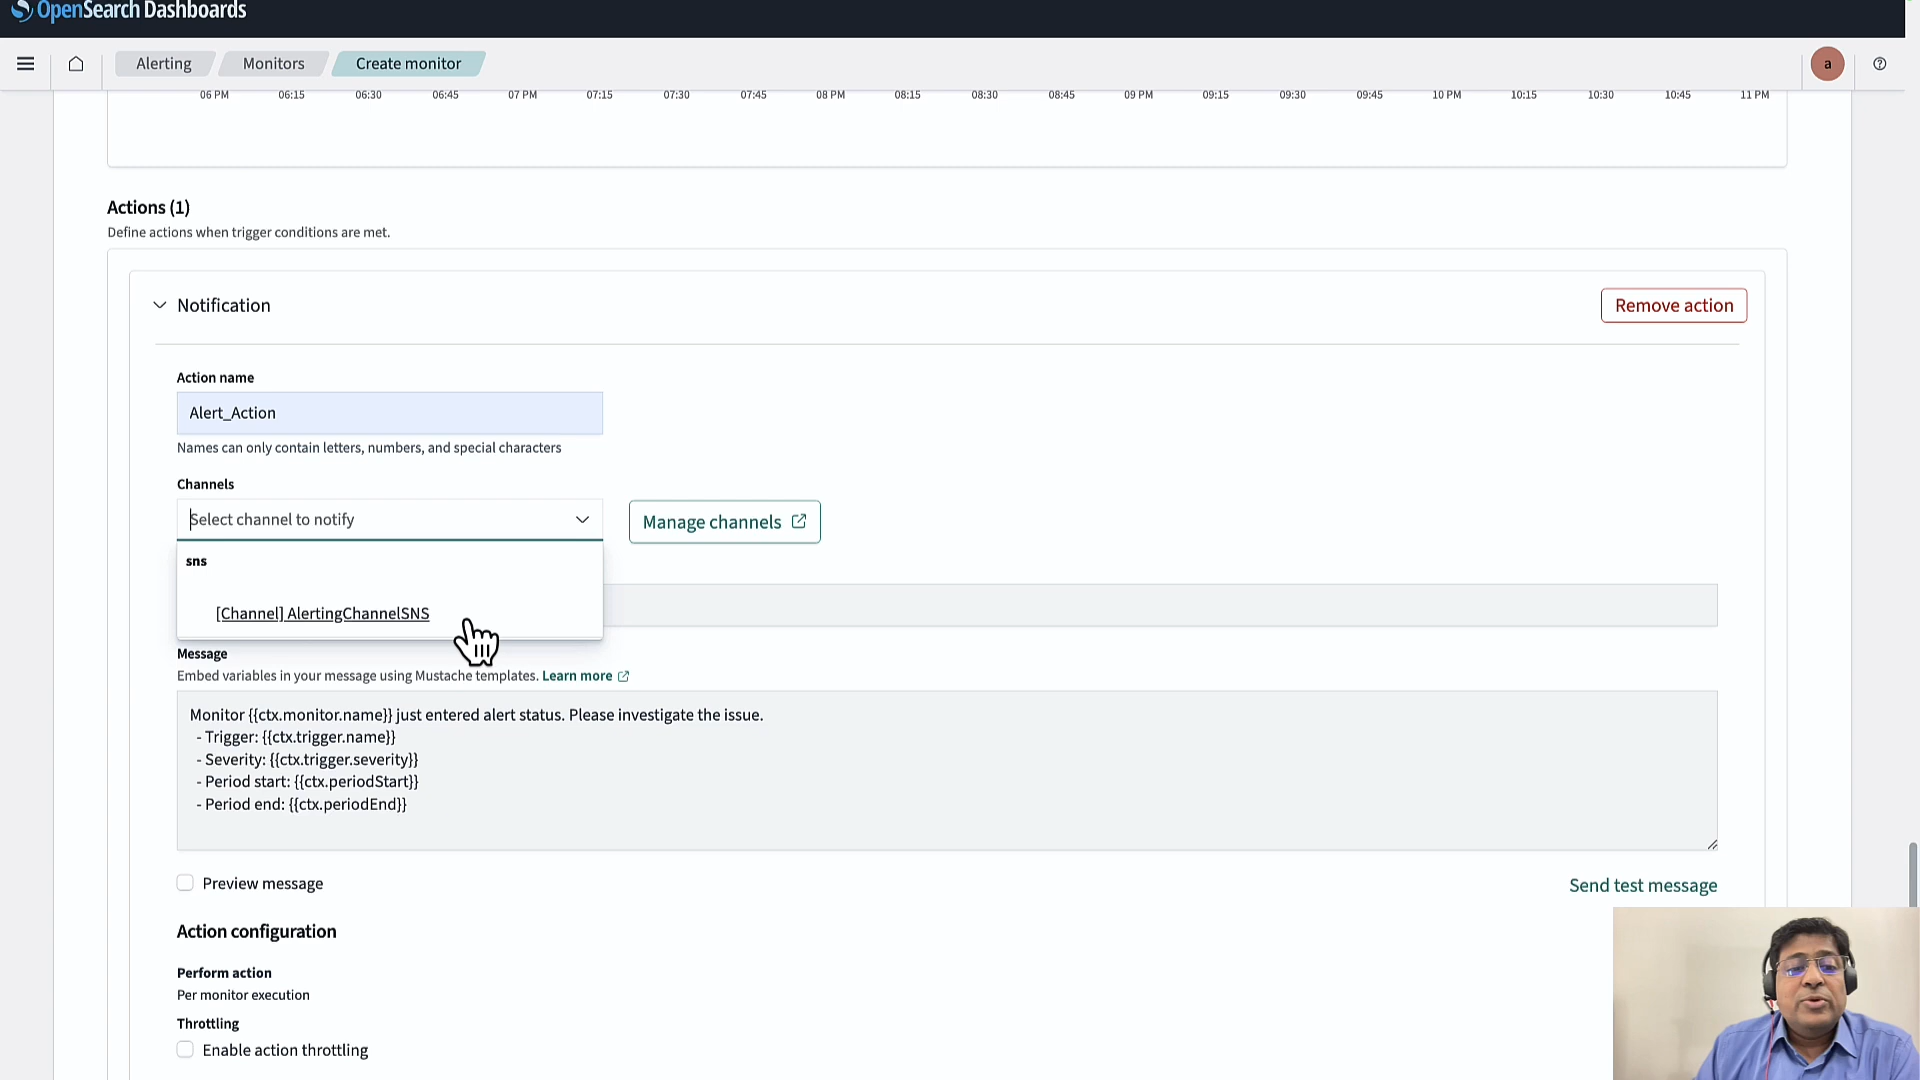 OpenSearch Dashboards
Alerting
Monitors
Create monitor
a
06 PM 06:15 06:30 06:45 07 PM 07:15 07:30 07:45 08 PM 08:15 08:30 08:45 09 PM 09:15 09:30 09:45 10 PM 10:15 10:30 10:45 11 PM
Actions (1)
Define actions when trigger conditions are met.
Notification
Remove action
Action name
Alert_Action
Names can only contain letters, numbers, and special characters
Channels
Select channel to notify
Manage channels
sns
[Channel] AlertingChannelSNS
Message
Embed variables in your message using Mustache templates. Learn more
Monitor {{ctx.monitor.name}} just entered alert status. Please investigate the issue.
- Trigger: {{ctx.trigger.name}}
- Severity: {{ctx.trigger.severity}}
- Period start: {{ctx.periodStart}}
- Period end: {{ctx.periodEnd}}
Preview message
Send test message
Action configuration
Perform action
Per monitor execution
Throttling
Enable action throttling